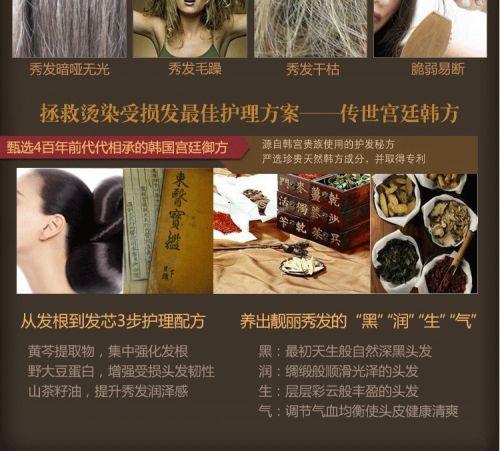 秀发暗哑无光
秀发毛躁
秀发干枯
脆弱易断
拯救烫染受损发最佳护理方案——传世宫廷韩方
甄选4百年前代代相承的韩国宫廷御方
源自韩宫贵族使用的护发秘方
严选珍贵天然韩方成分，并取得专利
東醫寶鑑
从发根到发芯3步护理配方
黄芩提取物，集中强化发根
野大豆蛋白，增强受损头发韧性
山茶籽油，提升秀发润泽感
养出靓丽秀发的“黑”“润”“生”“气”
黑：最初天生般自然深黑头发
润：绸缎般顺滑光泽的头发
生：层层彩云般丰盈的头发
气：调节气血均衡使头皮健康清爽